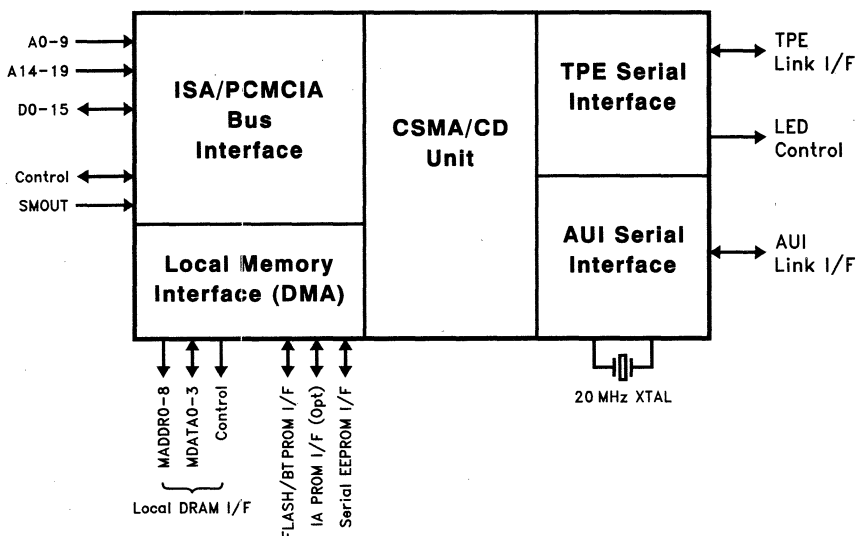 A0-9
A14-19
D0-15
Control
SMOUT
ISA/PCMCIA
Bus
Interface
Local Memory
Interface (DMA)
CSMA/CD
Unit
TPE Serial
Interface
AUI Serial
Interface
TPE
Link I/F
LED
Control
AUI
Link I/F
20 MHz XTAL
MADDR0-8
MDATA0-3
Control
Local DRAM I/F
FLASH/BTPROM I/F
IA PROM I/F (Opt)
Serial EEPROM I/F